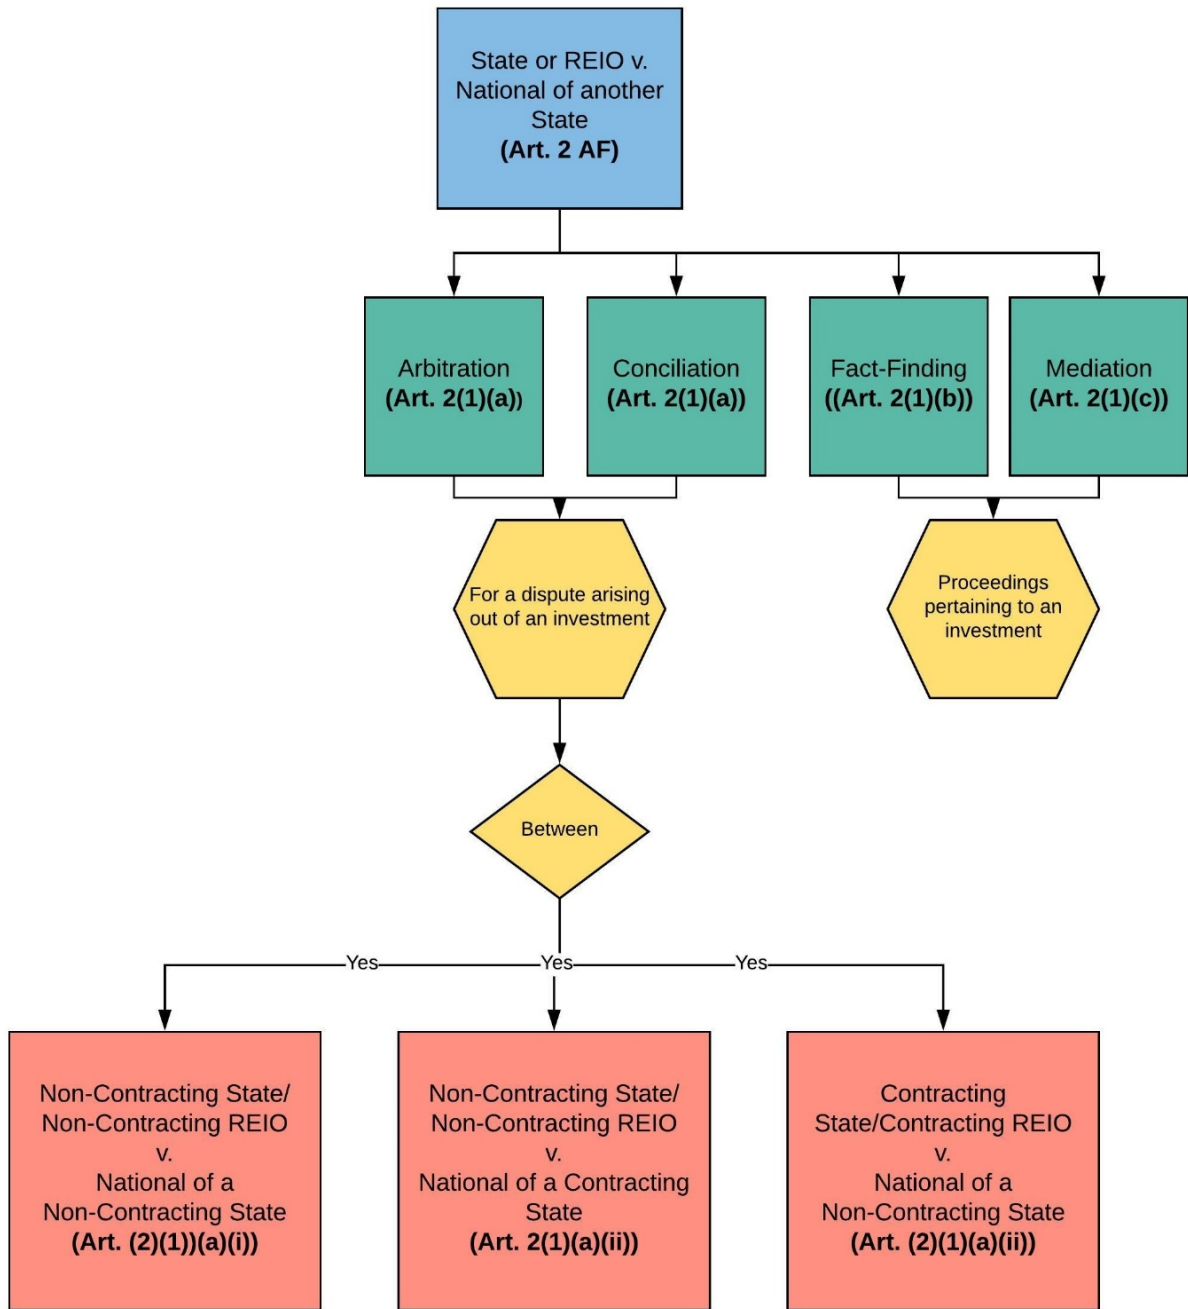 State or REIO v.
National of another
State
(Art. 2 AF)
Arbitration
(Art. 2(1)(a))
Conciliation
(Art. 2(1)(a))
Fact-Finding
((Art. 2(1)(b))
Mediation
(Art. 2(1)(c))
For a dispute arising
out of an investment
Proceedings
pertaining to an
investment
Between
Yes
Yes
Yes
Non-Contracting State/
Non-Contracting REIO
v.
National of a
Non-Contracting State
(Art. (2)(1))(a)(i))
Non-Contracting State/
Non-Contracting REIO
v.
National of a Contracting
State
(Art. 2(1)(a)(ii))
Contracting
State/Contracting REIO
v.
National of a
Non-Contracting State
(Art. (2)(1)(a)(ii))